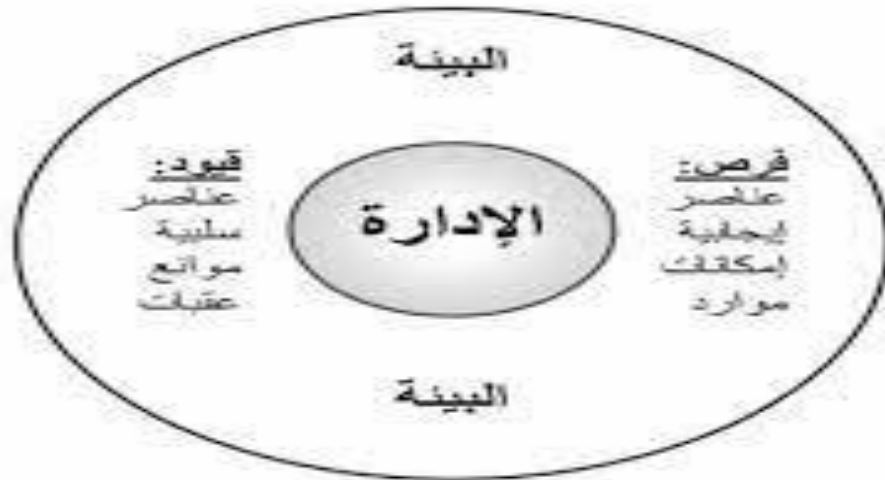 البيئة
فرص:
عناصر
إيجابية
إمكانات
موارد
الإدارة
قيود:
عناصر
سلبية
موانع
عقبات
البيئة